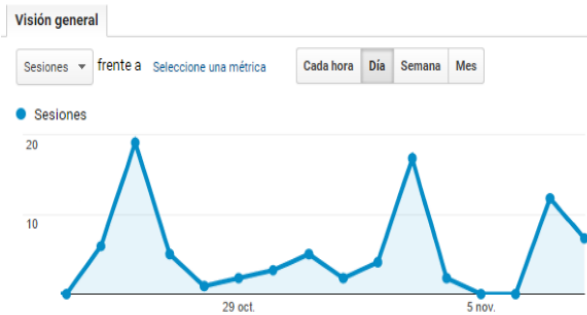 Visión general
Sesiones frente a Seleccione una métrica Cada hora Día Semana Mes
Sesiones
20
10
29 oct. 5 nov.